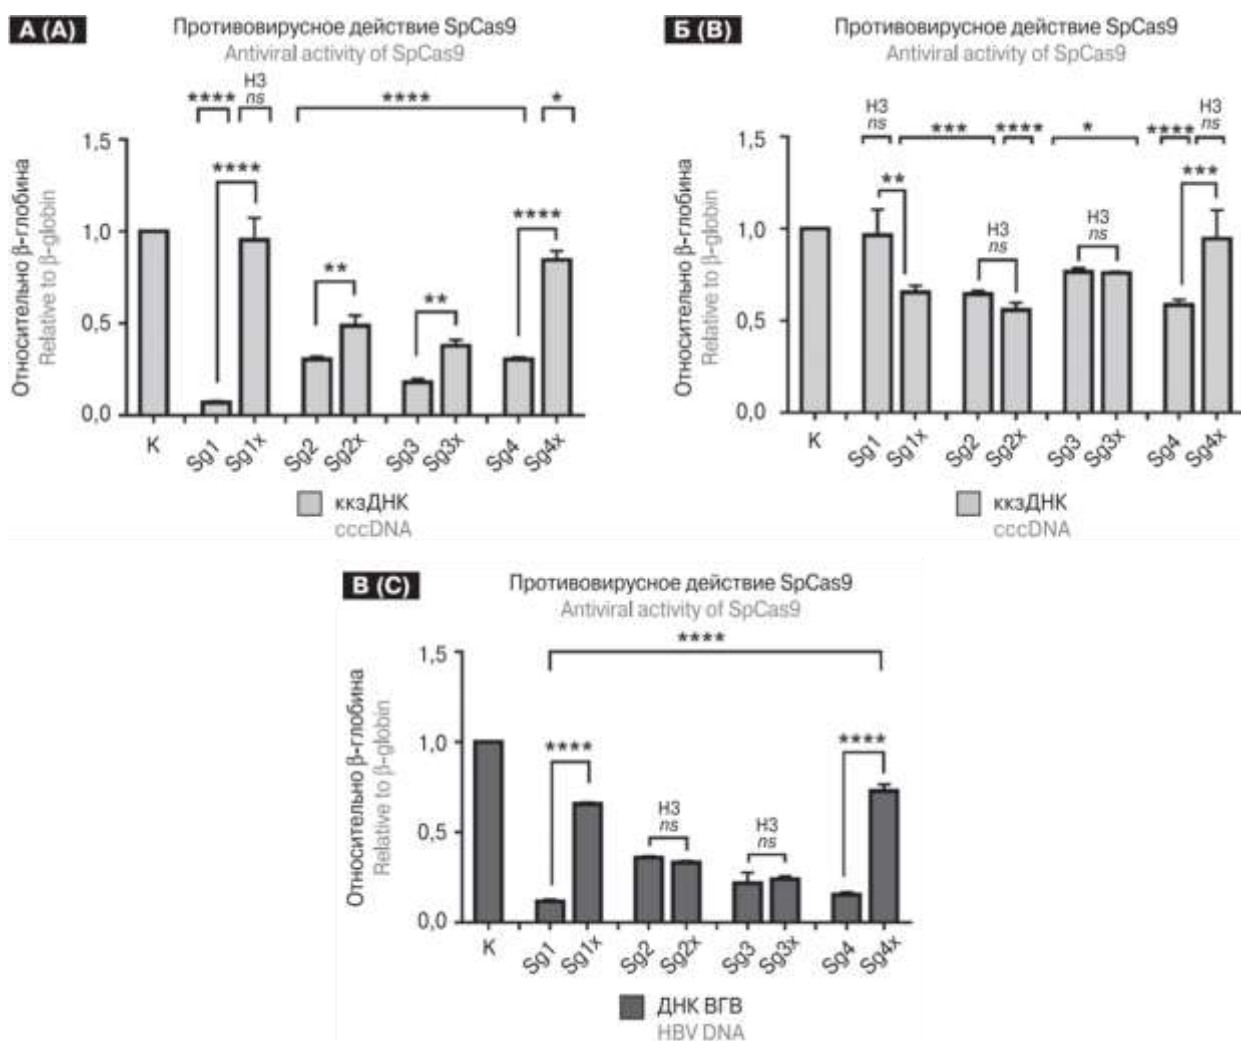 А (A)
Противовирусное действие SpCas9
Antiviral activity of SpCas9
**** НЗ ns **** *
Относительно β-глобина
Relative to β-globin
1,5
1,0
0,5
0,0
**** ** ** ****
K Sg1 Sg1x Sg2 Sg2x Sg3 Sg3x Sg4 Sg4x
ккзДНК
cccDNA
Б (B)
Противовирусное действие SpCas9
Antiviral activity of SpCas9
НЗ ns *** **** * **** НЗ ns
Относительно β-глобина
Relative to β-globin
1,5
1,0
0,5
0,0
** НЗ ns НЗ ns ***
K Sg1 Sg1x Sg2 Sg2x Sg3 Sg3x Sg4 Sg4x
ккзДНК
cccDNA
В (C)
Противовирусное действие SpCas9
Antiviral activity of SpCas9
****
Относительно β-глобина
Relative to β-globin
1,5
1,0
0,5
0,0
**** НЗ ns НЗ ns ****
K Sg1 Sg1x Sg2 Sg2x Sg3 Sg3x Sg4 Sg4x
ДНК ВГВ
HBV DNA